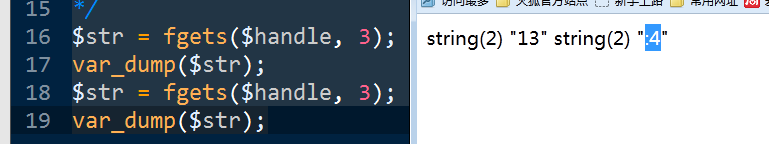 15
*/
16 $str = fgets($handle, 3);
17 var_dump($str);
18 $str = fgets($handle, 3);
19 var_dump($str);
访问最多 火狐官方站点 新手上路 常用网址
string(2) "13" string(2) ":4"